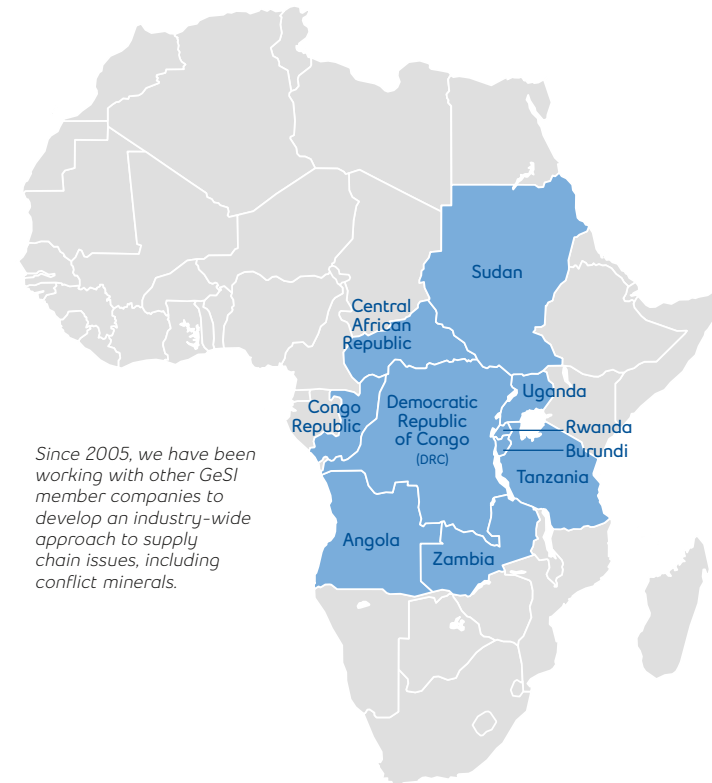 Sudan
Central
African
Republic
Uganda
Congo
Republic
Democratic
Republic
of Congo
(DRC)
Rwanda
Burundi
Tanzania
Since 2005, we have been
working with other GeSI
member companies to
develop an industry-wide
approach to supply
chain issues, including
conflict minerals.
Angola
Zambia